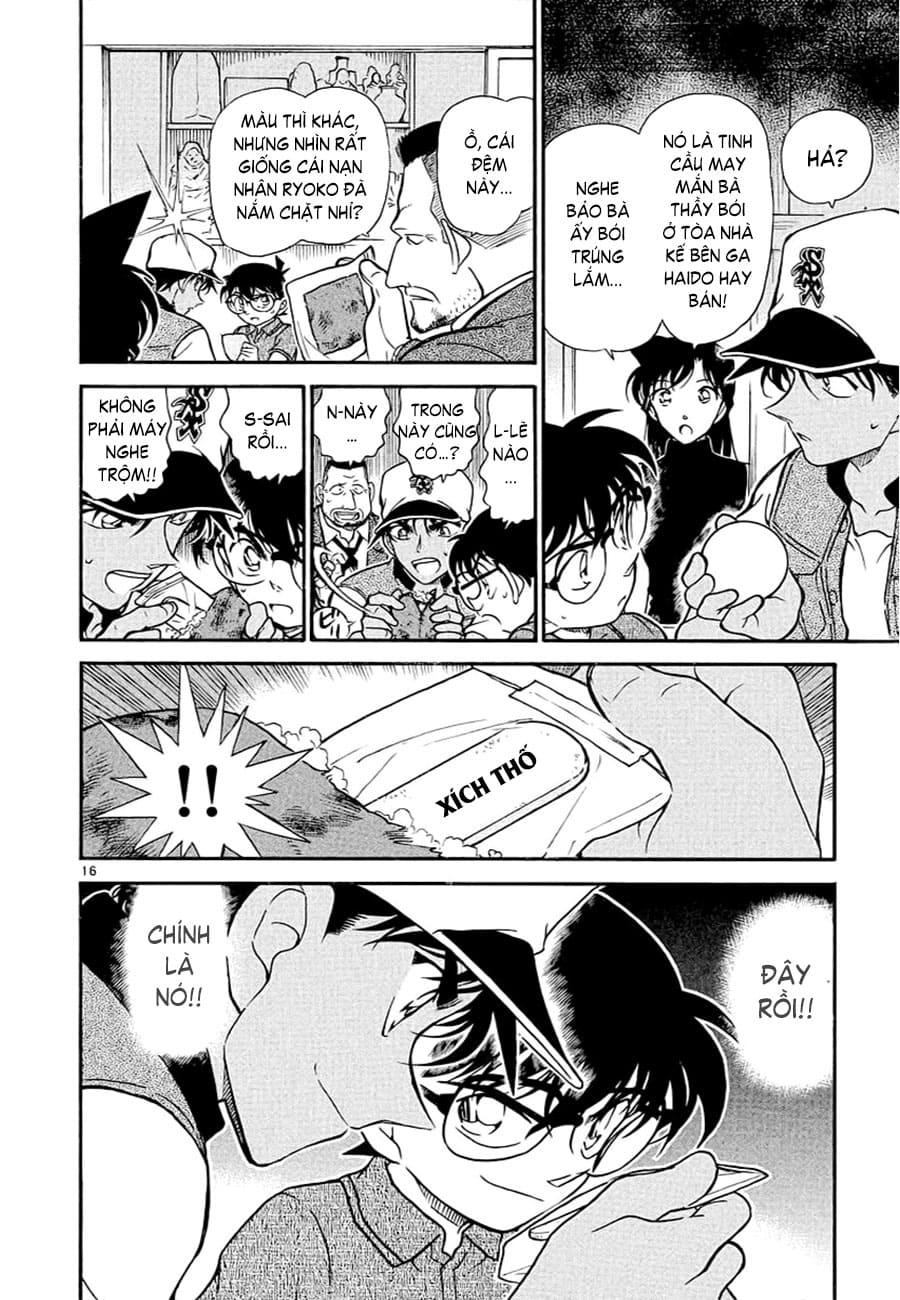 HẢ?
NÓ LÀ TINH
CẦU MAY
MẮN BÀ
THẦY BÓI
Ở TÒA NHÀ
KẾ BÊN GA
HAIDO HAY
BÁN!
NGHE
BẢO BÀ
ẤY BÓI
TRÚNG
LẮM...
Ồ, CÁI
ĐỆM
NÀY...
MÀU THÌ KHÁC,
NHƯNG NHÌN RẤT
GIỐNG CÁI NẠN
NHÂN RYOKO ĐÀ
NẮM CHẶT NHỈ?
L-LẼ
NÀO
TRONG
NÀY CŨNG
CÓ...?
N-NÀY
...
S-SAI
RỒI...
KHÔNG
PHẢI MÁY
NGHE
TRỘM!!
XÍCH THỐ
!!
16
ĐÂY
RỒI!!
CHÍNH
LÀ
NÓ!!